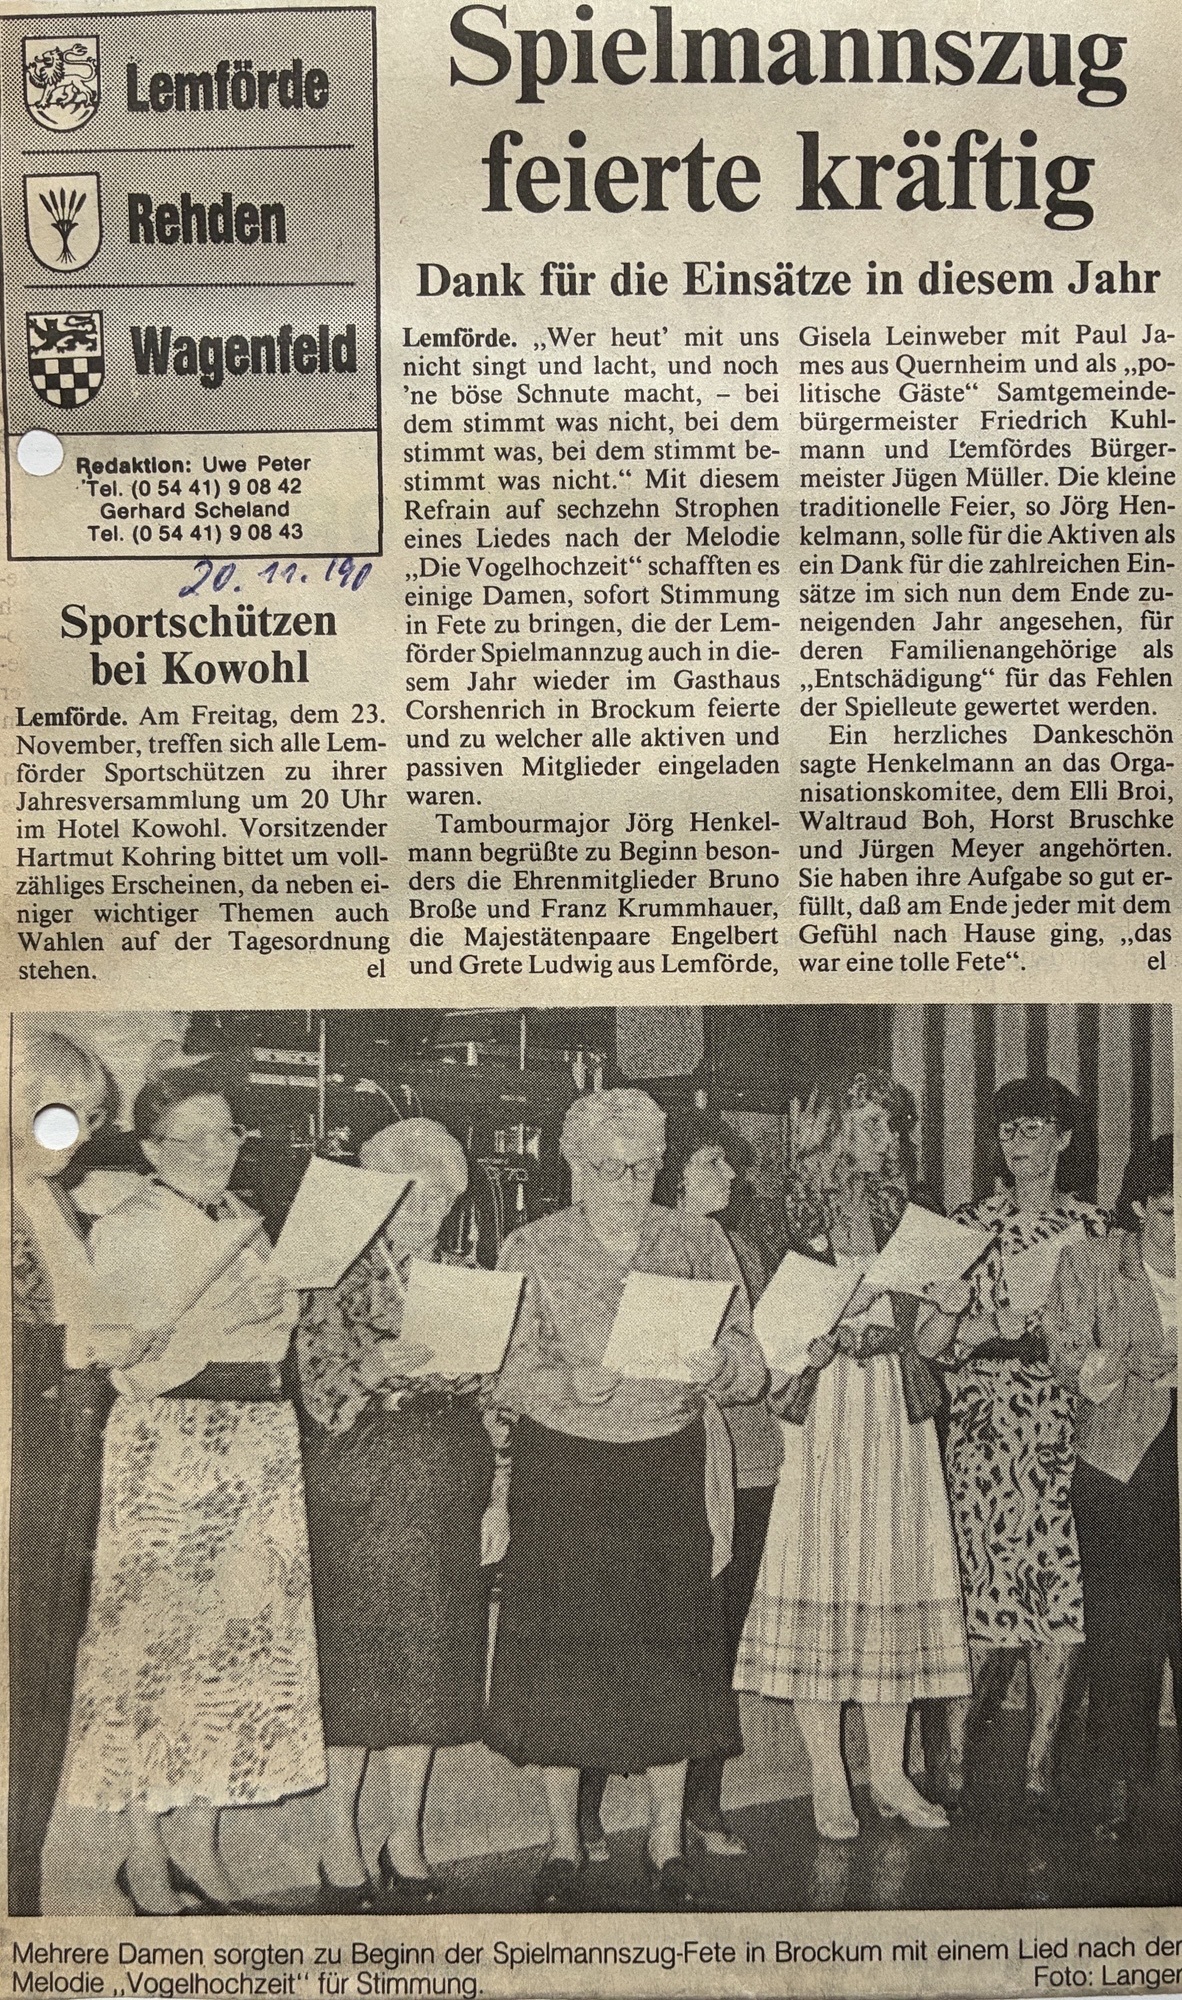 Lemförde
Rehden
Wagenfeld
Redaktion: Uwe Peter
Tel. (0 54 41) 9 08 42
Gerhard Scheland
Tel. (0 54 41) 9 08 43
20. 11. 190
Sportschützen
bei Kowohl
Lemförde. Am Freitag, dem 23.
November, treffen sich alle Lem-
förder Sportschützen zu ihrer
Jahresversammlung um 20 Uhr
im Hotel Kowohl. Vorsitzender
Hartmut Kohring bittet um voll-
zähliges Erscheinen, da neben ei-
niger wichtiger Themen auch
Wahlen auf der Tagesordnung
stehen. el
Spielmannszug
feierte kräftig
Dank für die Einsätze in diesem Jahr
Lemförde. „Wer heut’ mit uns
nicht singt und lacht, und noch
’ne böse Schnute macht, – bei
dem stimmt was nicht, bei dem
stimmt was, bei dem stimmt be-
stimmt was nicht.“ Mit diesem
Refrain auf sechzehn Strophen
eines Liedes nach der Melodie
„Die Vogelhochzeit“ schafften es
einige Damen, sofort Stimmung
in Fete zu bringen, die der Lem-
förder Spielmannzug auch in die-
sem Jahr wieder im Gasthaus
Corshenrich in Brockum feierte
und zu welcher alle aktiven und
passiven Mitglieder eingeladen
waren.
Tambourmajor Jörg Henkel-
mann begrüßte zu Beginn beson-
ders die Ehrenmitglieder Bruno
Broße und Franz Krummhauer,
die Majestätenpaare Engelbert
und Grete Ludwig aus Lemförde,
Gisela Leinweber mit Paul Ja-
mes aus Quernheim und als „po-
litische Gäste“ Samtgemeinde-
bürgermeister Friedrich Kuhl-
mann und Lemfördes Bürger-
meister Jügen Müller. Die kleine
traditionelle Feier, so Jörg Hen-
kelmann, solle für die Aktiven als
ein Dank für die zahlreichen Ein-
sätze im sich nun dem Ende zu-
neigenden Jahr angesehen, für
deren Familienangehörige als
„Entschädigung“ für das Fehlen
der Spielleute gewertet werden.
Ein herzliches Dankeschön
sagte Henkelmann an das Orga-
nisationskomitee, dem Elli Broi,
Waltraud Boh, Horst Bruschke
und Jürgen Meyer angehörten.
Sie haben ihre Aufgabe so gut er-
füllt, daß am Ende jeder mit dem
Gefühl nach Hause ging, „das
war eine tolle Fete“. el
Mehrere Damen sorgten zu Beginn der Spielmannszug-Fete in Brockum mit einem Lied nach der
Melodie „Vogelhochzeit“ für Stimmung. Foto: Langer